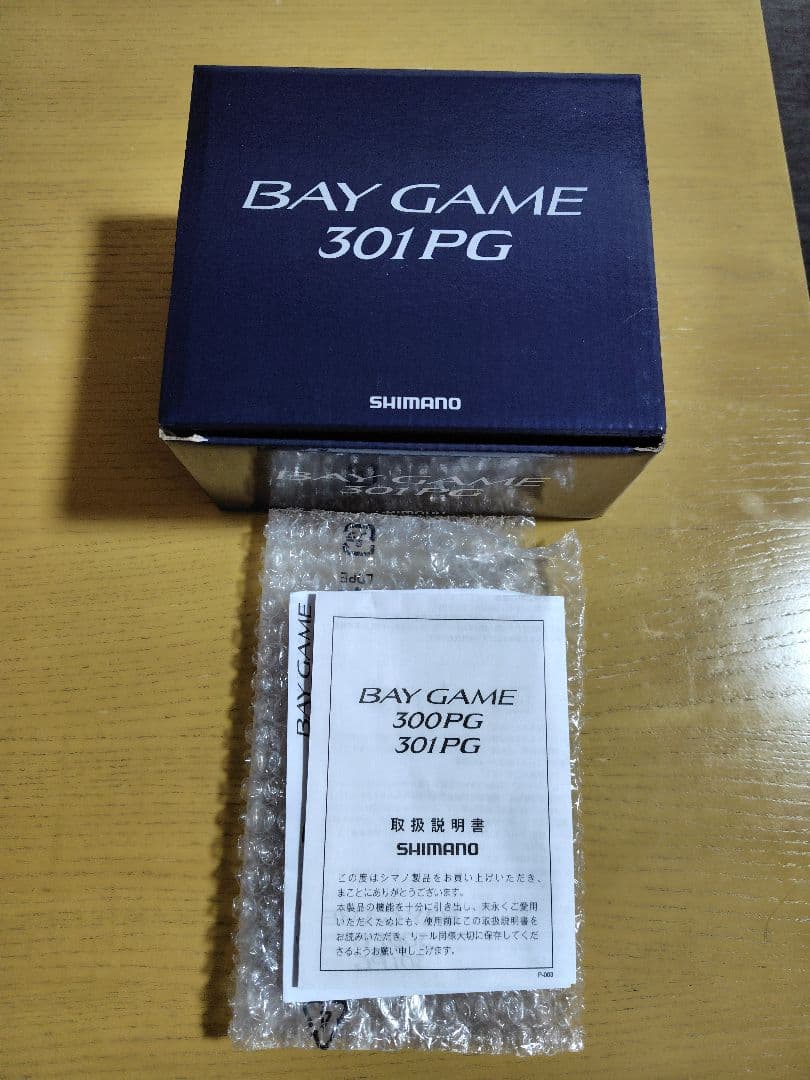 BAY GAME
301PG
SHIMANO
BAY GAME
301PG
SHIMANO
LDPE
BAY GAME
BAY GAME
300PG
301PG
取扱説明書
SHIMANO
この度はシマノ製品をお買い上げいただき、
まことにありがとうございます。
本製品の機能を十分に引き出し、末永くご愛用
いただくためにも、使用前にこの取扱説明書を
お読みいただき、リール同様大切に保存してくだ
さるようお願い申し上げます。